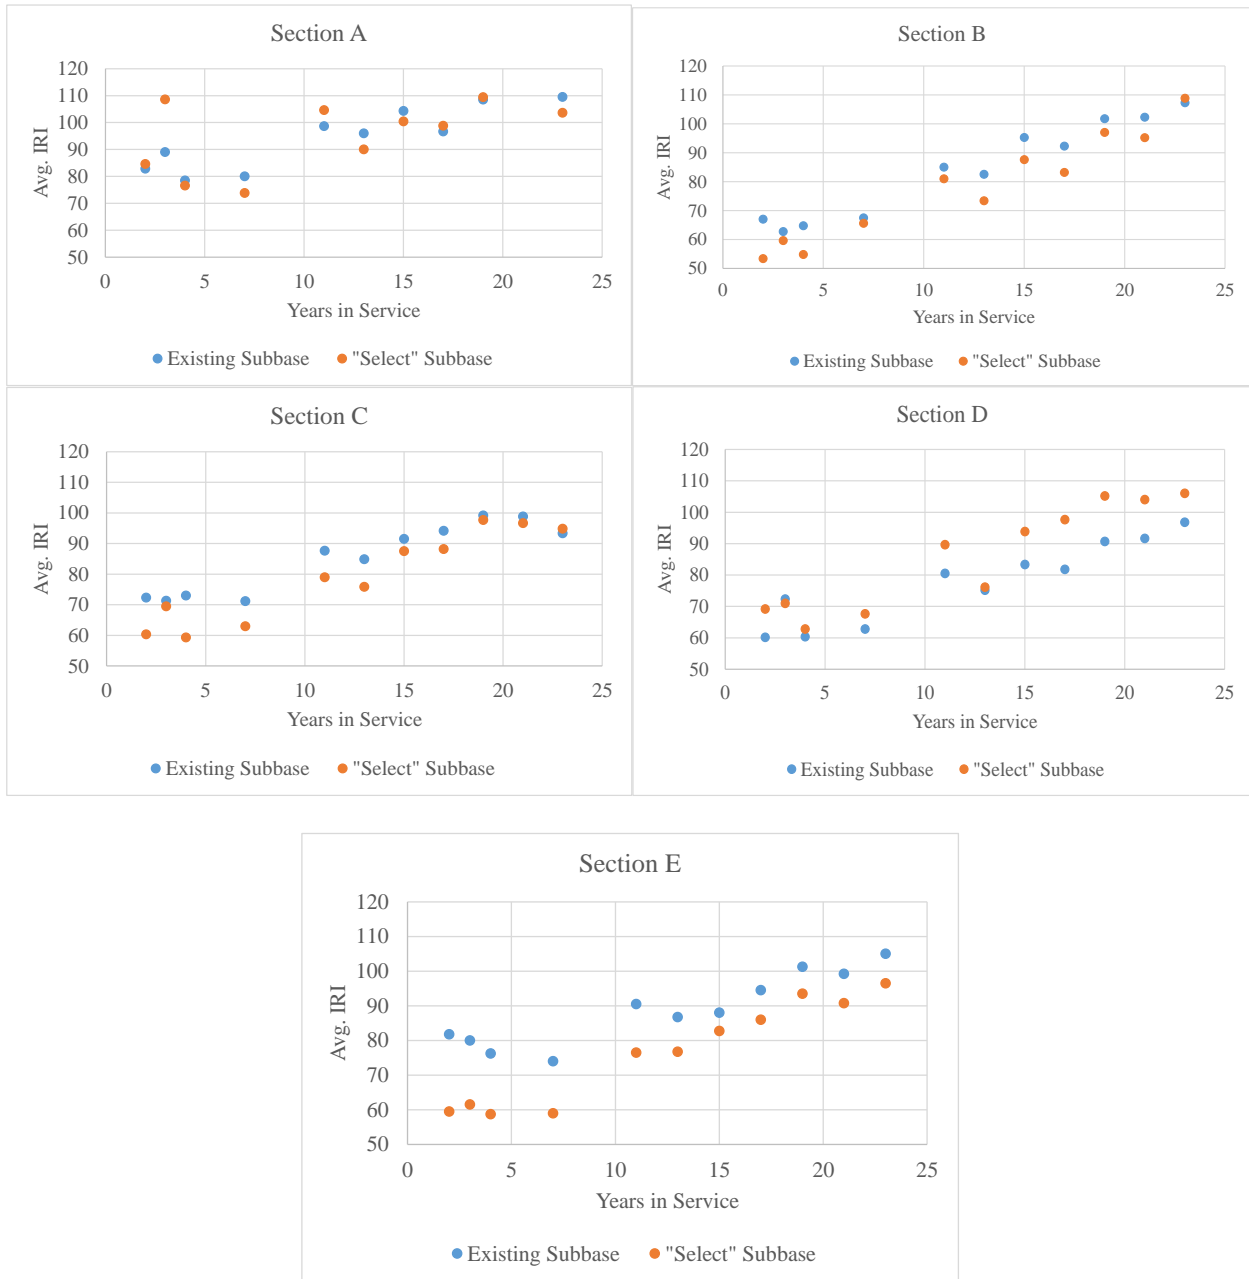 Section A
120
110
100
90
80
70
60
50
Avg. IRI
0 5 10 15 20 25
Years in Service
Existing Subbase "Select" Subbase
Section B
120
110
100
90
80
70
60
50
Avg. IRI
0 5 10 15 20 25
Years in Service
Existing Subbase "Select" Subbase
Section C
120
110
100
90
80
70
60
50
Avg. IRI
0 5 10 15 20 25
Years in Service
Existing Subbase "Select" Subbase
Section D
120
110
100
90
80
70
60
50
Avg. IRI
0 5 10 15 20 25
Years in Service
Existing Subbase "Select" Subbase
Section E
120
110
100
90
80
70
60
50
Avg. IRI
0 5 10 15 20 25
Years in Service
Existing Subbase "Select" Subbase